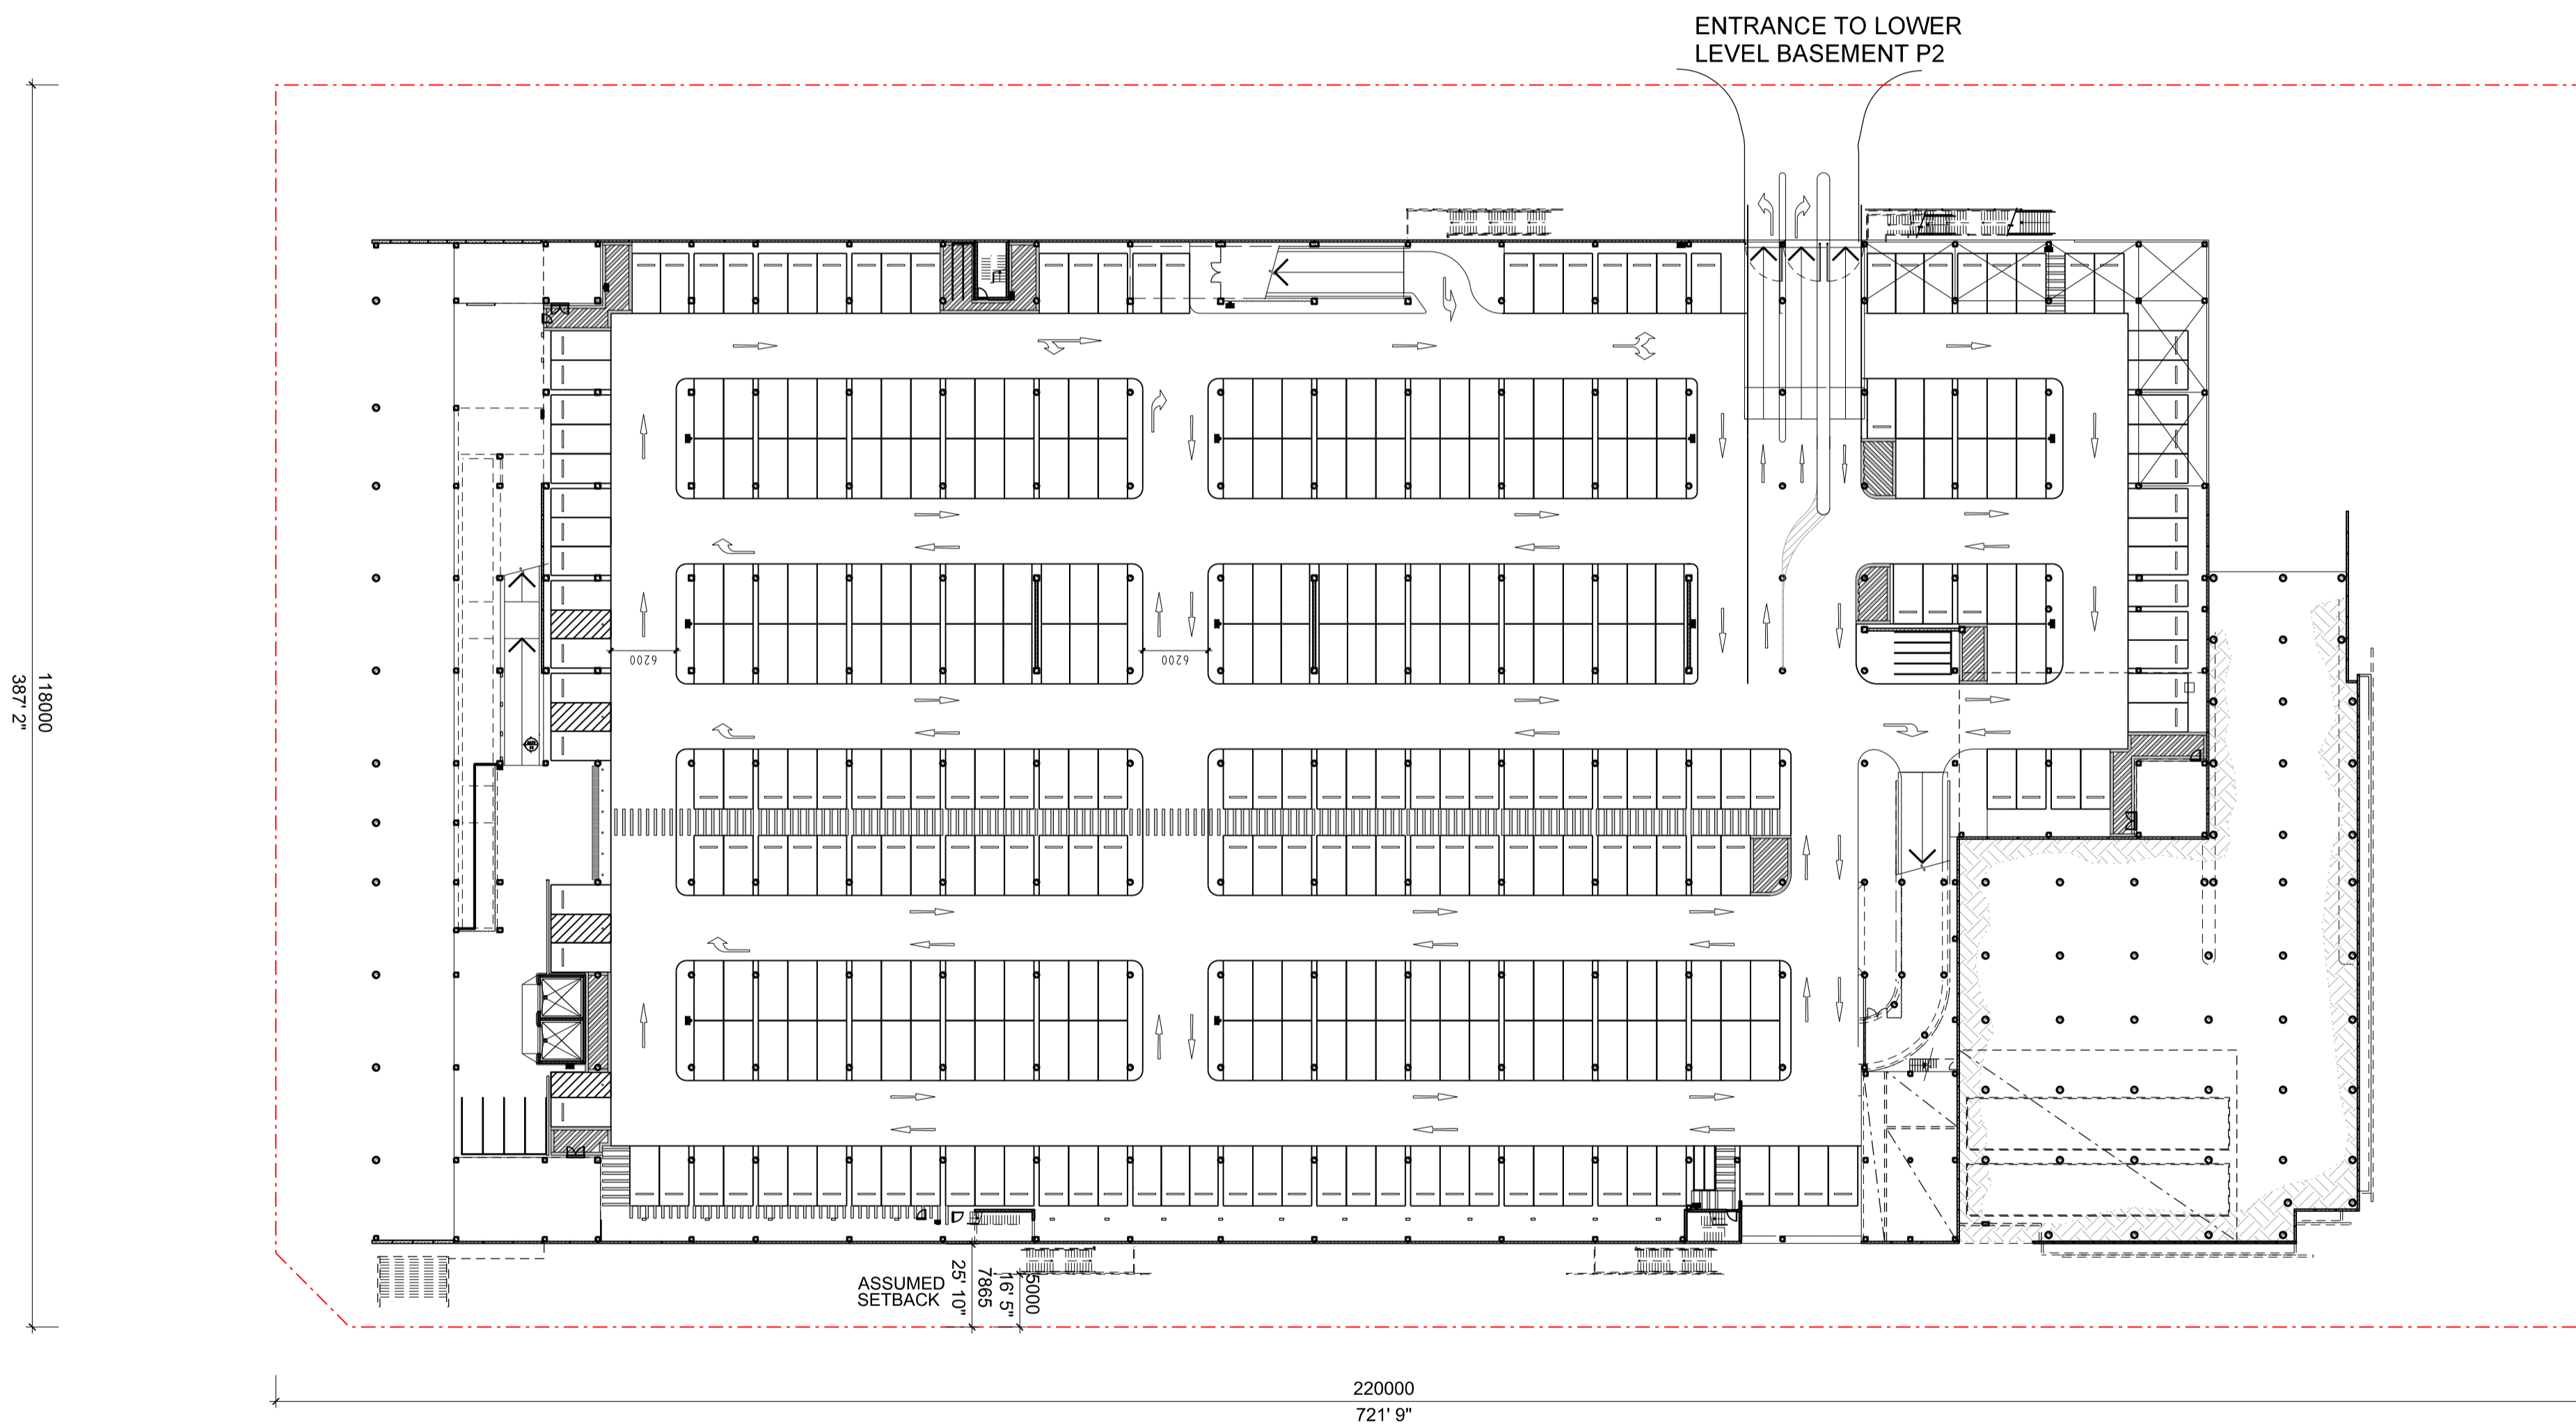 ENTRANCE TO LOWER
LEVEL BASEMENT P2
118000
387' 2"
6200
6200
ASSUMED
SETBACK
25' 10"
7865
16' 5"
5000
220000
721' 9"